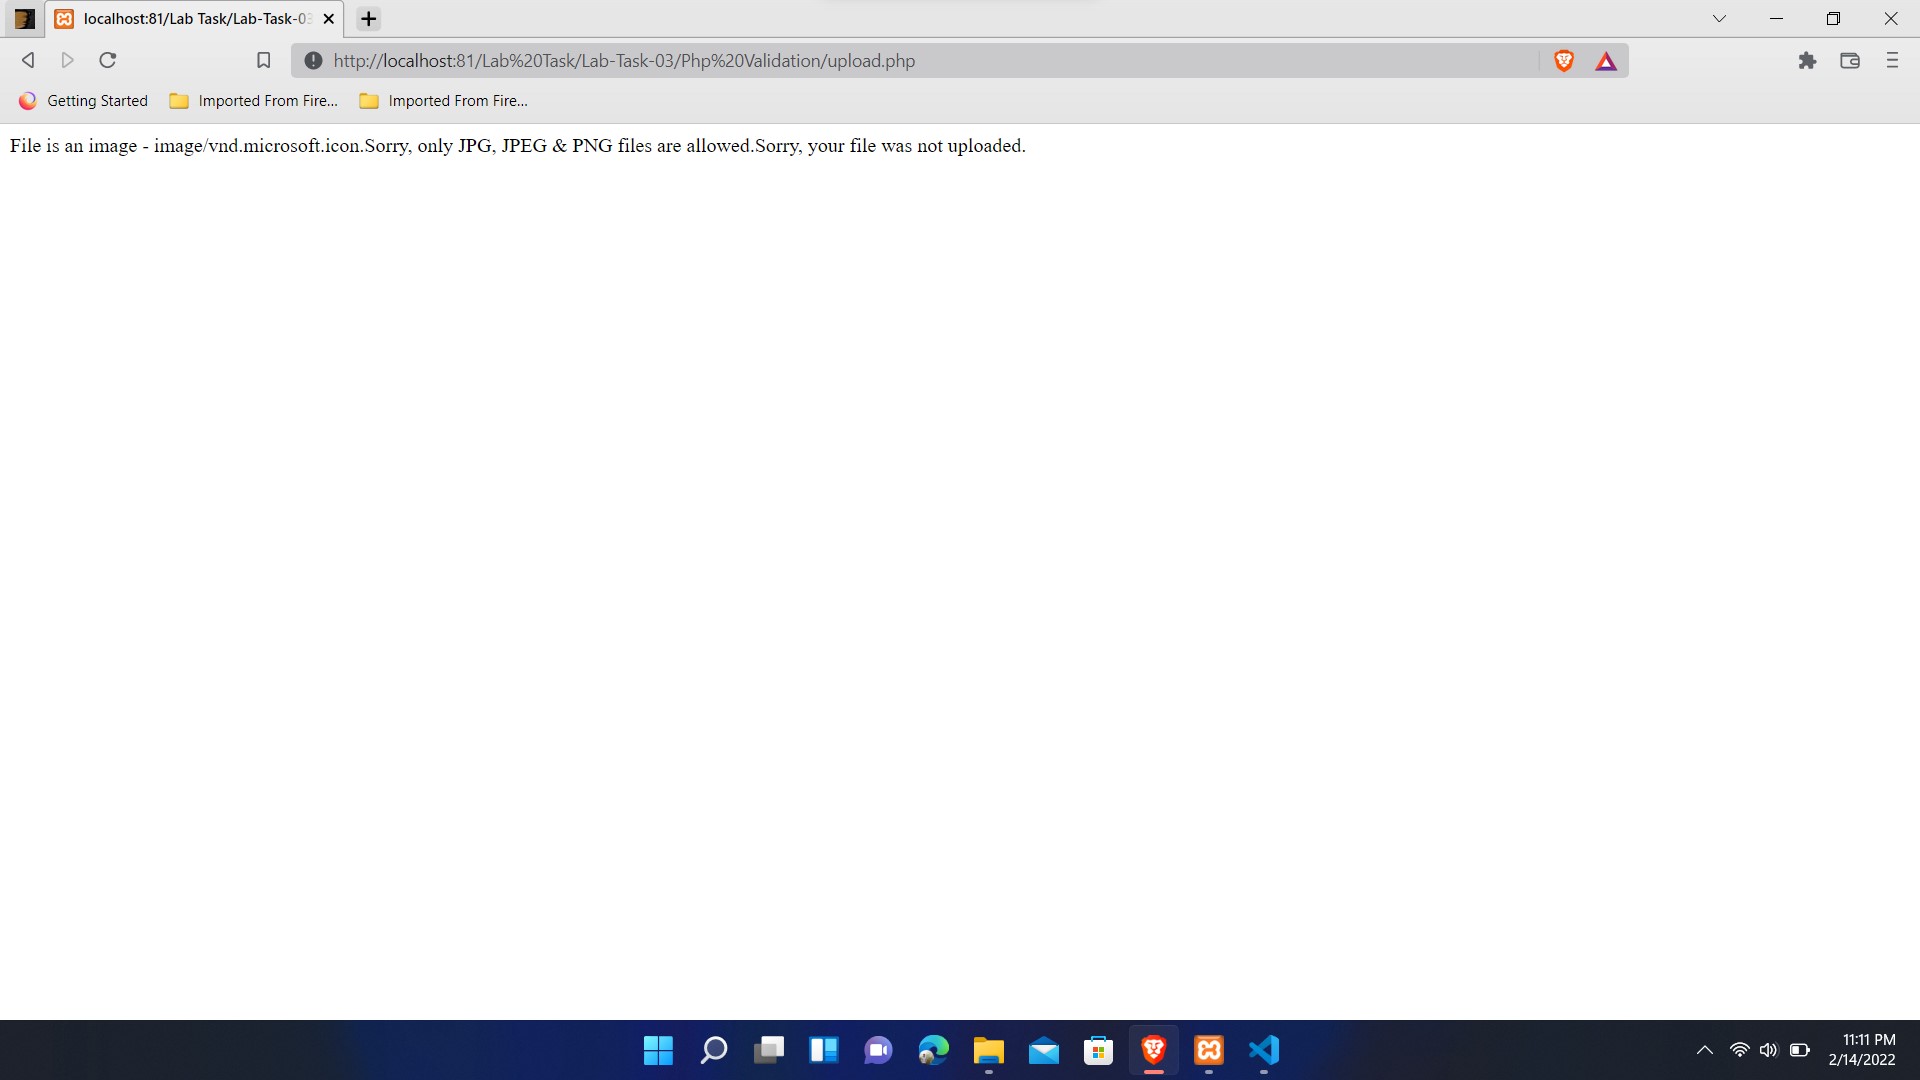 localhost:81/Lab Task/Lab-Task-03
http://localhost:81/Lab%20Task/Lab-Task-03/Php%20Validation/upload.php
Getting Started
Imported From Fire...
Imported From Fire...
File is an image - image/vnd.microsoft.icon.Sorry, only JPG, JPEG & PNG files are allowed.Sorry, your file was not uploaded.
11:11 PM
2/14/2022